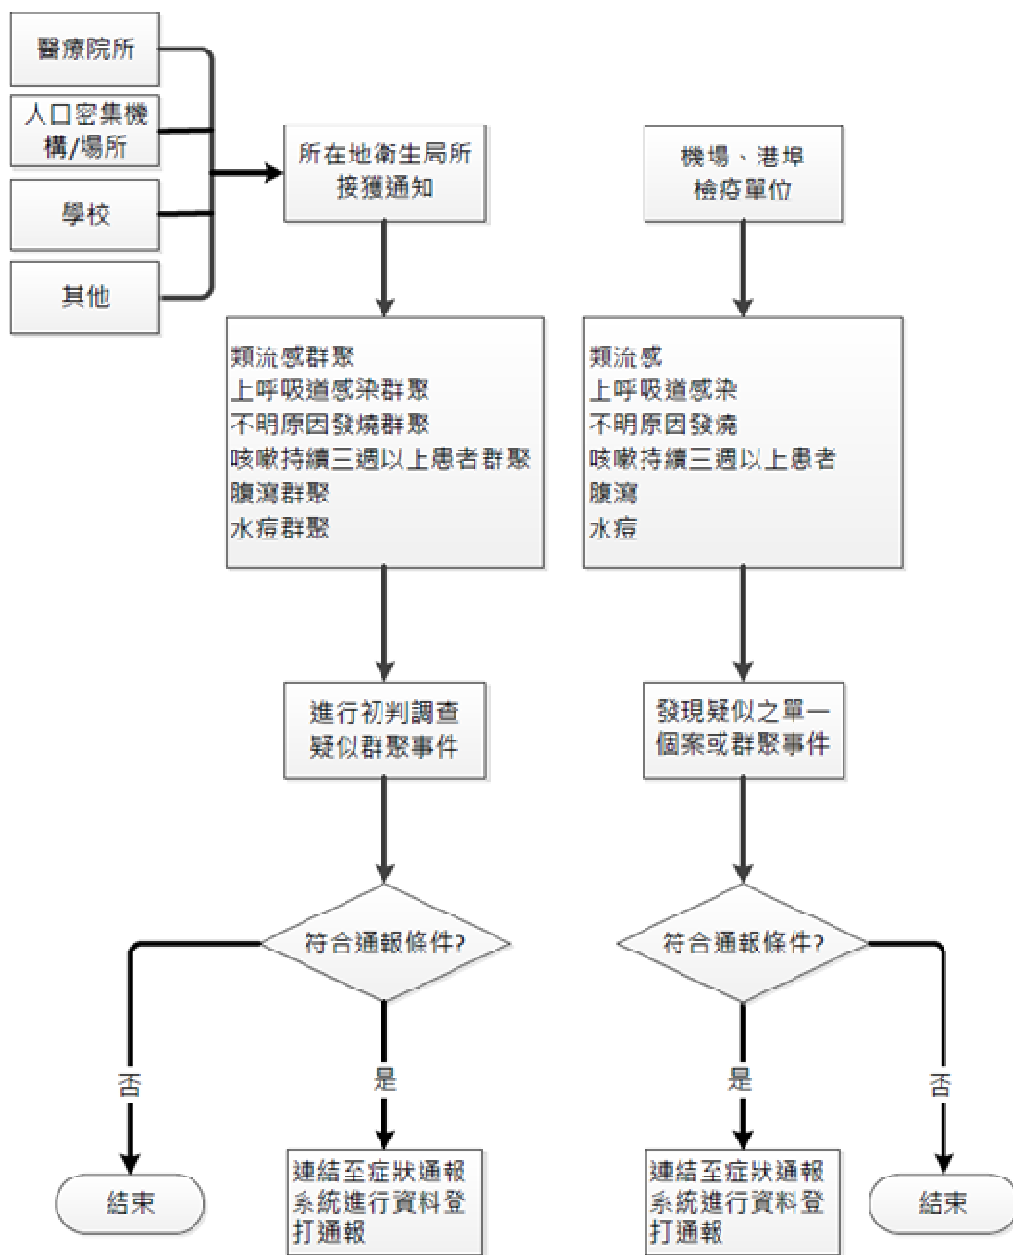 醫療院所
人口密集機
構/場所
學校
其他
所在地衛生局所
接獲通知
類流感群聚
上呼吸道感染群聚
不明原因發燒群聚
咳嗽持續三週以上患者群聚
腹瀉群聚
水痘群聚
進行初判調查
疑似群聚事件
符合通報條件?
否
是
結束
連結至症狀通報
系統進行資料登
打通報
機場、港埠
檢疫單位
類流感
上呼吸道感染
不明原因發燒
咳嗽持續三週以上患者
腹瀉
水痘
發現疑似之單一
個案或群聚事件
符合通報條件?
是
否
連結至症狀通報
系統進行資料登
打通報
結束